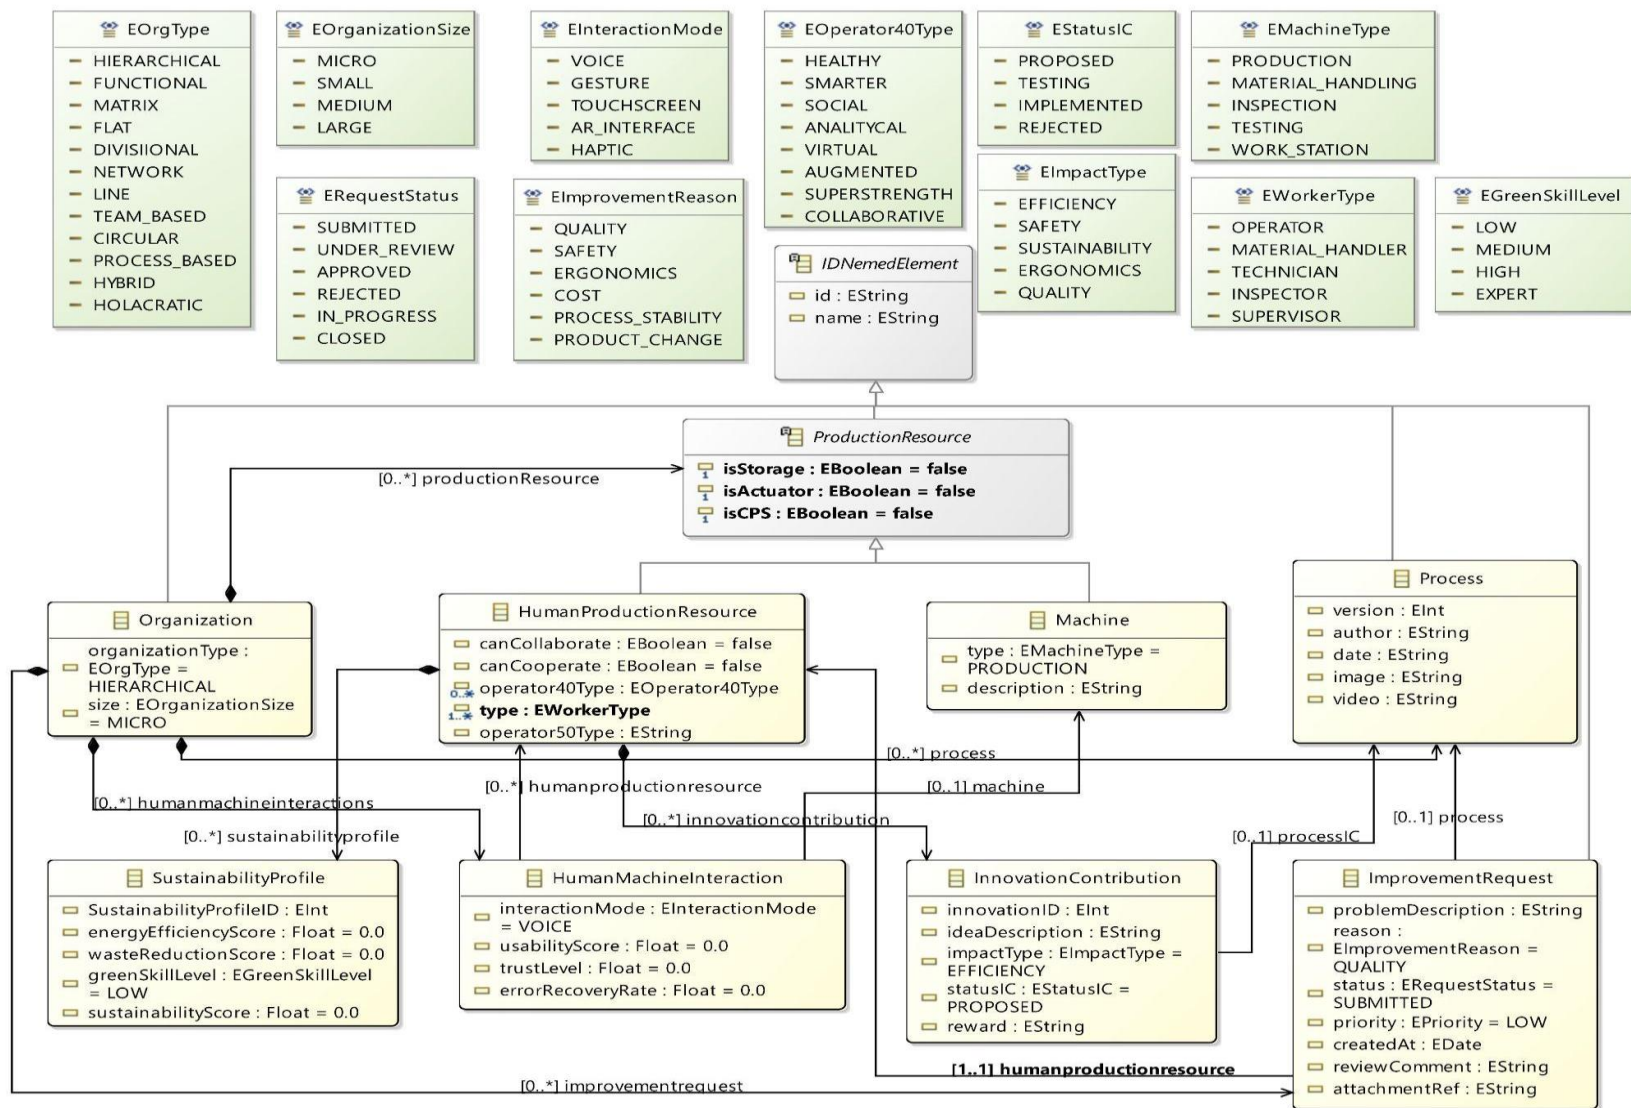 EOrgType
HIERARCHICAL
FUNCTIONAL
MATRIX
FLAT
DIVISIIONAL
NETWORK
LINE
TEAM_BASED
CIRCULAR
PROCESS_BASED
HYBRID
HOLACRATIC
EOrganizationSize
MICRO
SMALL
MEDIUM
LARGE
ERequestStatus
SUBMITTED
UNDER_REVIEW
APPROVED
REJECTED
IN_PROGRESS
CLOSED
EInteractionMode
VOICE
GESTURE
TOUCHSCREEN
AR_INTERFACE
HAPTIC
EImprovementReason
QUALITY
SAFETY
ERGONOMICS
COST
PROCESS_STABILITY
PRODUCT_CHANGE
EOperator40Type
HEALTHY
SMARTER
SOCIAL
ANALITYCAL
VIRTUAL
AUGMENTED
SUPERSTRENGTH
COLLABORATIVE
EStatusIC
PROPOSED
TESTING
IMPLEMENTED
REJECTED
EImpactType
EFFICIENCY
SAFETY
SUSTAINABILITY
ERGONOMICS
QUALITY
EMachineType
PRODUCTION
MATERIAL_HANDLING
INSPECTION
TESTING
WORK_STATION
EWorkerType
OPERATOR
MATERIAL_HANDLER
TECHNICIAN
INSPECTOR
SUPERVISOR
EGreenSkillLevel
LOW
MEDIUM
HIGH
EXPERT
IDNemedElement
id : EString
name : EString
ProductionResource
isStorage : EBoolean = false
isActuator : EBoolean = false
isCPS : EBoolean = false
1
1
1
[0..*] productionResource
Organization
organizationType :
EOrgType =
HIERARCHICAL
size : EOrganizationSize
= MICRO
HumanProductionResource
canCollaborate : EBoolean = false
canCooperate : EBoolean = false
operator40Type : EOperator40Type
0..*
type : EWorkerType
1..*
operator50Type : EString
Machine
type : EMachineType =
PRODUCTION
description : EString
Process
version : EInt
author : EString
date : EString
image : EString
video : EString
[0..*] process
[0..*] humanproductionresource
[0..1] machine
[0..*] humanmachineinteractions
[0..*] innovationcontribution
[0..1] process
[0..*] sustainabilityprofile
[0..1] processIC
SustainabilityProfile
SustainabilityProfileID : EInt
energyEfficiencyScore : Float = 0.0
wasteReductionScore : Float = 0.0
greenSkillLevel : EGreenSkillLevel
= LOW
sustainabilityScore : Float = 0.0
HumanMachineInteraction
interactionMode : EInteractionMode
= VOICE
usabilityScore : Float = 0.0
trustLevel : Float = 0.0
errorRecoveryRate : Float = 0.0
InnovationContribution
innovationID : EInt
ideaDescription : EString
impactType : EImpactType =
EFFICIENCY
statusIC : EStatusIC =
PROPOSED
reward : EString
ImprovementRequest
problemDescription : EString
reason :
EImprovementReason =
QUALITY
status : ERequestStatus =
SUBMITTED
priority : EPriority = LOW
createdAt : EDate
reviewComment : EString
attachmentRef : EString
[1..1] humanproductionresource
[0..*] improvementrequest